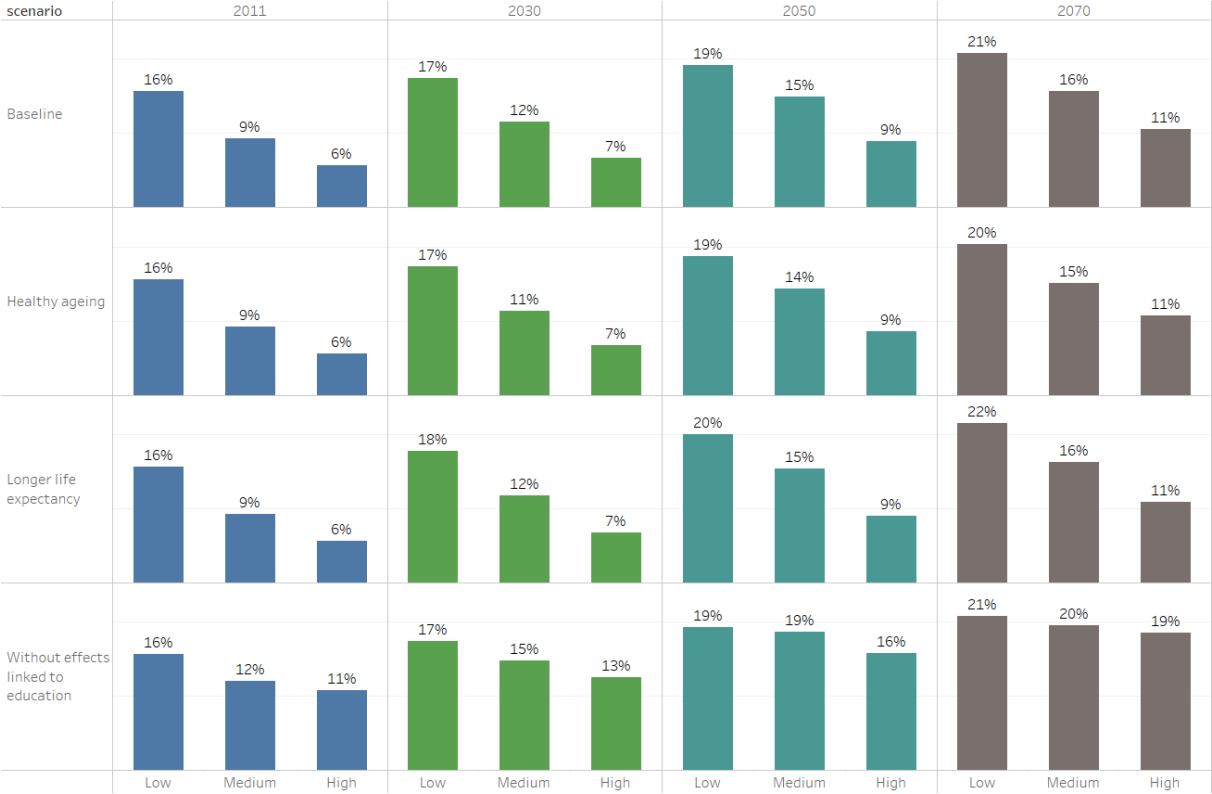 scenario 2011 2030 2050 2070
Baseline
16% 9% 6% 17% 12% 7% 19% 15% 9% 21% 16% 11%
Healthy ageing
16% 9% 6% 17% 11% 7% 19% 14% 9% 20% 15% 11%
Longer life
expectancy
16% 9% 6% 18% 12% 7% 20% 15% 9% 22% 16% 11%
Without effects
linked to
education
16% 12% 11% 17% 15% 13% 19% 19% 16% 21% 20% 19%
Low Medium High Low Medium High Low Medium High Low Medium High